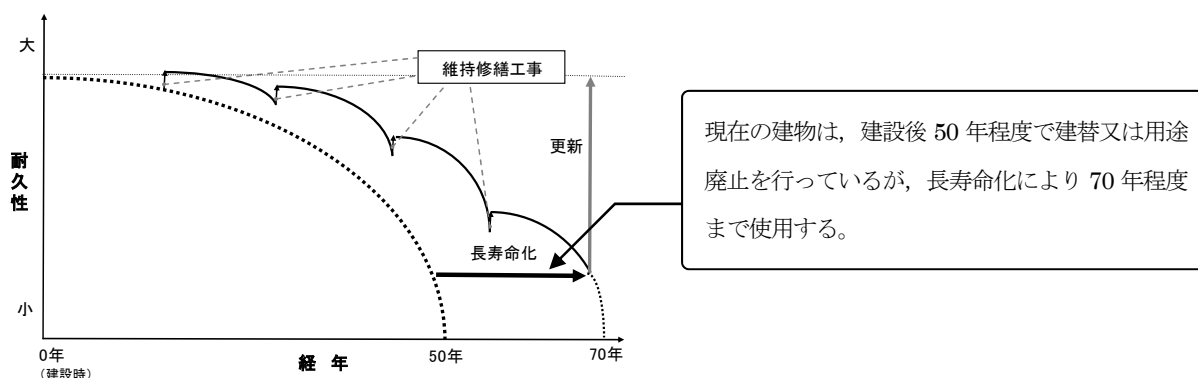 大
維持修繕工事
現在の建物は，建設後 50 年程度で建替又は用途
廃止を行っているが，長寿命化により 70 年程度
まで使用する。
更新
耐久性
長寿命化
小
0年
(建設時)
経　年
50年
70年